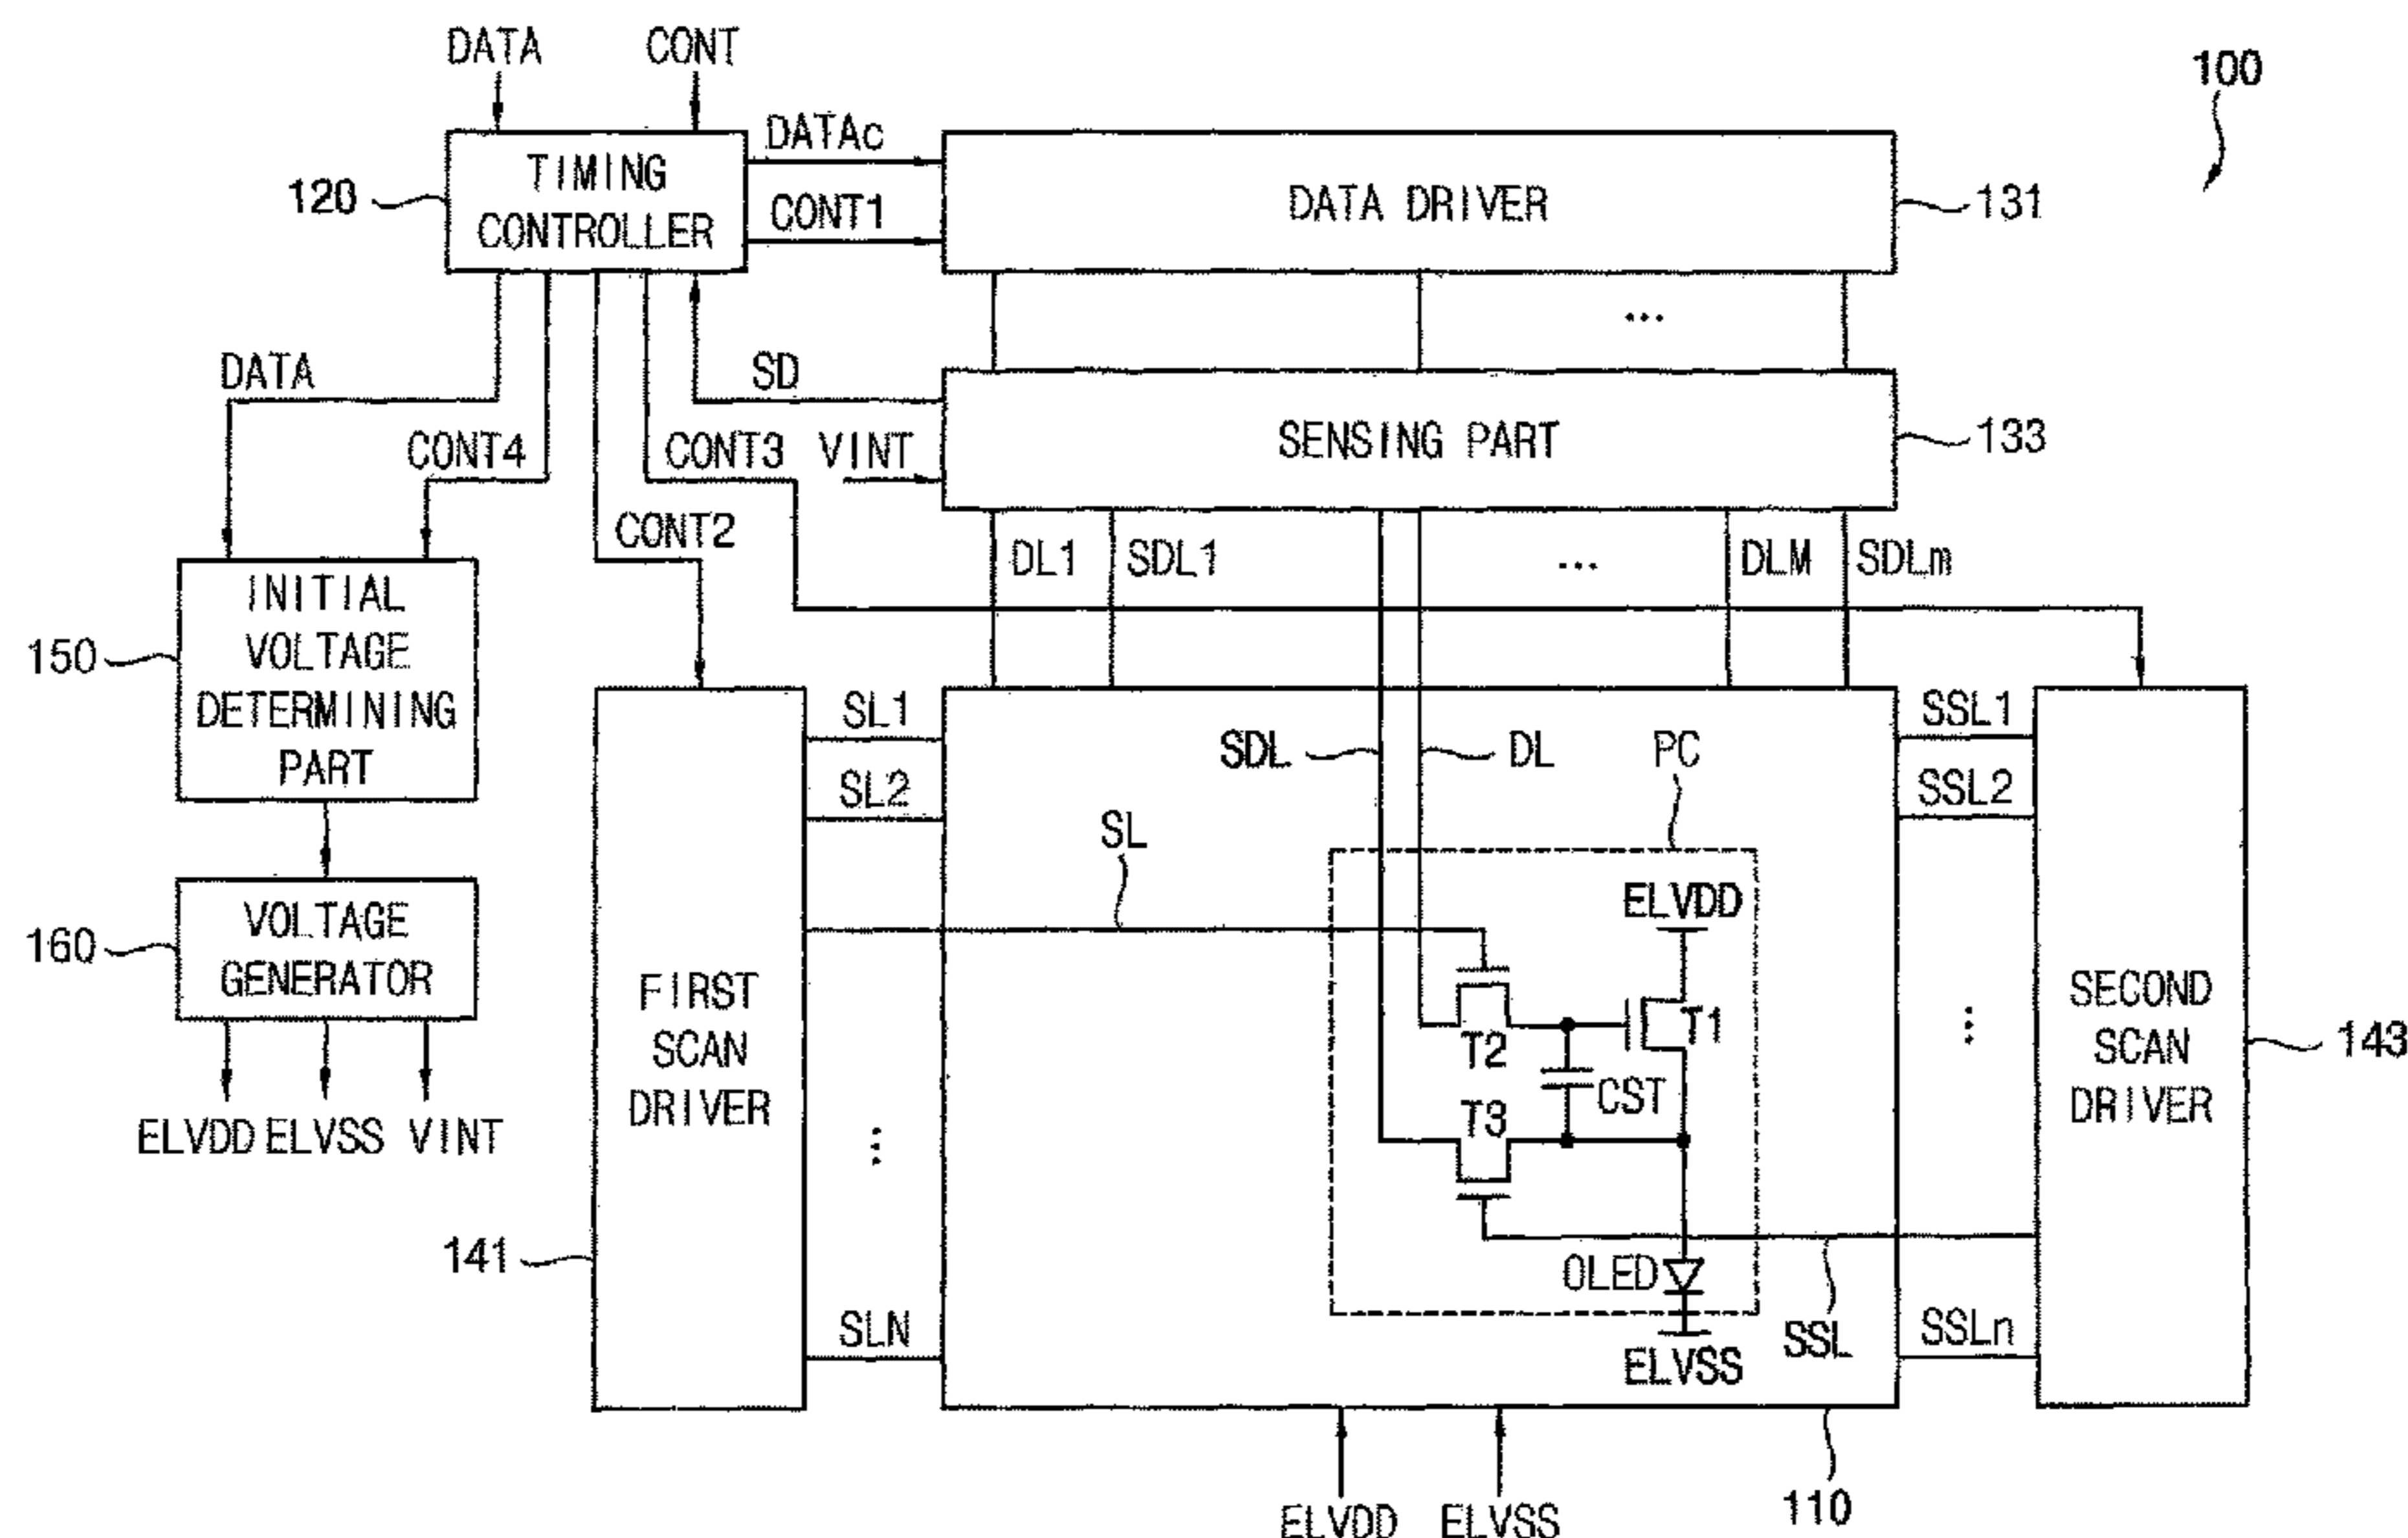 DATA
CONT
100
DATAc
TIMING
CONTROLLER
120
CONT1
DATA DRIVER
131
...
DATA
SD
CONT4
CONT3
VINT
SENSING PART
133
CONT2
DL1
SDL1
...
DLM
SDLm
INITIAL
VOLTAGE
DETERMINING
PART
150
SL1
SDL
DL
PC
SSL1
SL2
SSL2
SL
VOLTAGE
GENERATOR
160
ELVDD
FIRST
SCAN
DRIVER
T2
T1
...
SECOND
SCAN
DRIVER
143
CST
T3
ELVDD
ELVSS
VINT
...
141
OLED
SLN
SSL
SSLn
ELVSS
ELVDD
ELVSS
110